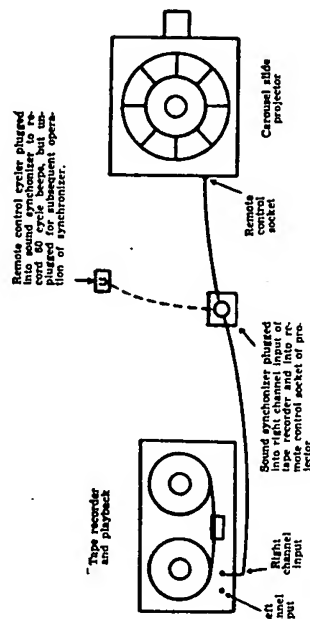 Remote control cycler plugged
into sound synchronizer to re-
cord 60 cycle beeps, but un-
plugged for subsequent opera-
tion of synchronizer.
Carousel slide
projector
Remote
control
socket
Sound synchronizer plugged
into right channel input of
tape recorder and into re-
mote control socket of pro-
jector
Tape recorder
and playback
Right
channel
input
eft
nnel
put